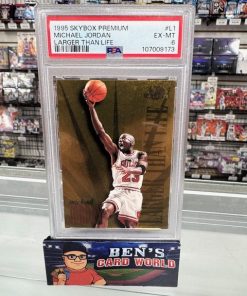 1995 SKYBOX PREMIUM #L1
MICHAEL JORDAN EX-MT
LARGER THAN LIFE 6
PSA 107009173
23
BEN'S
CARD WORLD